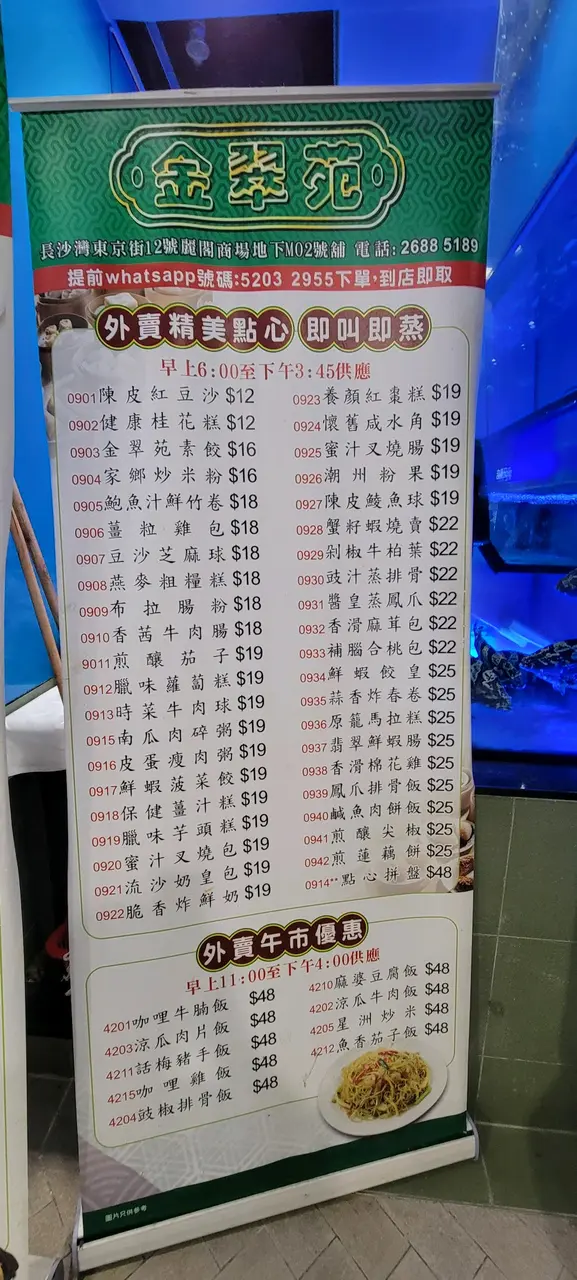 金翠苑
長沙灣東京街12號麗閣商場地下M02號舖 電話:2688 5189
提前whatsapp號碼:5203 2955下單,到店即取
外賣精美點心 即叫即蒸
早上6:00至下午3:45供應
0901陳皮紅豆沙$12
0902健康桂花糕$12
0903金翠苑素餃$16
0904家鄉炒米粉$16
0905鮑魚汁鮮竹卷$18
0906薑粒雞包$18
0907豆沙芝麻球$18
0908燕麥粗糧糕$18
0909布拉腸粉$18
0910香茜牛肉腸$18
9011煎釀茄子$19
0912臘味蘿蔔糕$19
0913時菜牛肉球$19
0915南瓜肉碎粥$19
0916皮蛋瘦肉粥$19
0917鮮蝦菠菜餃$19
0918保健薑汁糕$19
0919臘味芋頭糕$19
0920蜜汁叉燒包$19
0921流沙奶皇包$19
0922脆香炸鮮奶$19
0923養顏紅棗糕$19
0924懷舊咸水角$19
0925蜜汁叉燒腸$19
0926潮州粉果$19
0927陳皮鯪魚球$19
0928蟹籽蝦燒賣$22
0929剁椒牛柏葉$22
0930豉汁蒸排骨$22
0931醬皇蒸鳳爪$22
0932香滑麻茸包$22
0933補腦合桃包$22
0934鮮蝦餃皇$25
0935蒜香炸春卷$25
0936原籠馬拉糕$25
0937翡翠鮮蝦腸$25
0938香滑棉花雞$25
0939鳳爪排骨飯$25
0940鹹魚肉餅飯$25
0941煎釀尖椒$25
0942煎蓮藕餅$25
0914**點心拼盤$48
外賣午市優惠
早上11:00至下午4:00供應
4201咖哩牛腩飯 $48
4203涼瓜肉片飯 $48
4211話梅豬手飯 $48
4215咖哩雞飯 $48
4204豉椒排骨飯 $48
4210麻婆豆腐飯 $48
4202涼瓜牛肉飯 $48
4205星洲炒米 $48
4212魚香茄子飯 $48
圖片只供參考